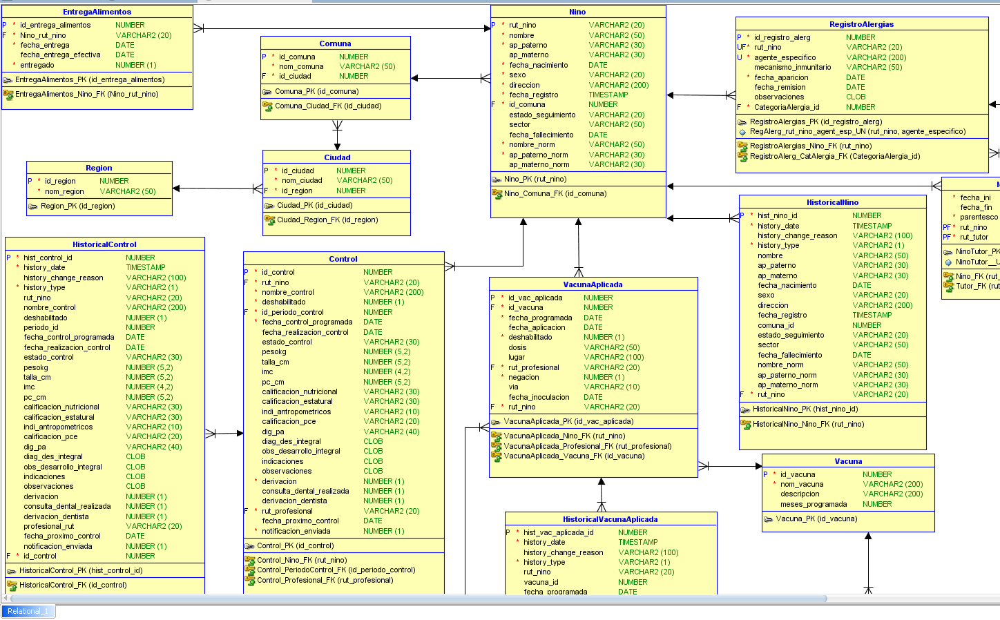 EntregaAlimentos
P * id_entrega_alimentos NUMBER
F * Nino_rut_nino VARCHAR2 (20)
* fecha_entrega DATE
fecha_entrega_efectiva DATE
* entregado NUMBER (1)
EntregaAlimentos_PK (id_entrega_alimentos)
EntregaAlimentos_Nino_FK (Nino_rut_nino)
Comuna
P * id_comuna NUMBER
* nom_comuna VARCHAR2 (50)
F * id_ciudad NUMBER
Comuna_PK (id_comuna)
Comuna_Ciudad_FK (id_ciudad)
Nino
P * rut_nino VARCHAR2 (20)
* nombre VARCHAR2 (50)
* ap_paterno VARCHAR2 (30)
ap_materno VARCHAR2 (30)
* fecha_nacimiento DATE
* sexo VARCHAR2 (20)
* direccion VARCHAR2 (200)
* fecha_registro TIMESTAMP
F * id_comuna NUMBER
estado_seguimiento VARCHAR2 (20)
sector VARCHAR2 (50)
fecha_fallecimiento DATE
* nombre_norm VARCHAR2 (50)
* ap_paterno_norm VARCHAR2 (30)
ap_materno_norm VARCHAR2 (30)
Nino_PK (rut_nino)
Nino_Comuna_FK (id_comuna)
RegistroAlergias
P * id_registro_alerg NUMBER
UF * rut_nino VARCHAR2 (20)
U * agente_especifico VARCHAR2 (200)
mecanismo_inmunitario VARCHAR2 (50)
fecha_aparicion DATE
fecha_remision DATE
observaciones CLOB
F * CategoriaAlergia_id NUMBER
RegistroAlergias_PK (id_registro_alerg)
RegAlerg_rut_nino_agent_esp_UN (rut_nino, agente_especifico)
RegistroAlergias_Nino_FK (rut_nino)
RegistroAlerg_CatAlergia_FK (CategoriaAlergia_id)
Region
P * id_region NUMBER
* nom_region VARCHAR2 (50)
Region_PK (id_region)
Ciudad
P * id_ciudad NUMBER
* nom_ciudad VARCHAR2 (50)
F * id_region NUMBER
Ciudad_PK (id_ciudad)
Ciudad_Region_FK (id_region)
* fecha_ini
fecha_fin
* parentesco
PF * rut_nino
PF * rut_tutor
NinoTutor_PK
NinoTutor__U
Nino_FK (rut_
Tutor_FK (rut
HistoricalNino
P * hist_nino_id NUMBER
* history_date TIMESTAMP
history_change_reason VARCHAR2 (100)
* history_type VARCHAR2 (1)
nombre VARCHAR2 (50)
ap_paterno VARCHAR2 (30)
ap_materno VARCHAR2 (30)
fecha_nacimiento DATE
sexo VARCHAR2 (20)
direccion VARCHAR2 (200)
fecha_registro TIMESTAMP
comuna_id NUMBER
estado_seguimiento VARCHAR2 (20)
sector VARCHAR2 (50)
fecha_fallecimiento DATE
nombre_norm VARCHAR2 (50)
ap_paterno_norm VARCHAR2 (30)
ap_materno_norm VARCHAR2 (30)
F * rut_nino VARCHAR2 (20)
HistoricalNino_PK (hist_nino_id)
HistoricalNino_Nino_FK (rut_nino)
HistoricalControl
P * hist_control_id NUMBER
* history_date TIMESTAMP
history_change_reason VARCHAR2 (100)
* history_type VARCHAR2 (1)
rut_nino VARCHAR2 (20)
nombre_control VARCHAR2 (200)
deshabilitado NUMBER (1)
periodo_id NUMBER
fecha_control_programada DATE
fecha_realizacion_control DATE
estado_control VARCHAR2 (30)
pesokg NUMBER (5,2)
talla_cm NUMBER (5,2)
imc NUMBER (4,2)
pc_cm NUMBER (5,2)
calificacion_nutricional VARCHAR2 (30)
calificacion_estatural VARCHAR2 (30)
indi_antropometricos VARCHAR2 (10)
calificacion_pce VARCHAR2 (20)
dig_pa VARCHAR2 (40)
diag_des_integral CLOB
obs_desarrollo_integral CLOB
indicaciones CLOB
observaciones CLOB
derivacion NUMBER (1)
consulta_dental_realizada NUMBER (1)
derivacion_dentista NUMBER (1)
profesional_rut VARCHAR2 (20)
fecha_proximo_control DATE
notificacion_enviada NUMBER (1)
F * id_control NUMBER
HistoricalControl_PK (hist_control_id)
HistoricalControl_FK (id_control)
Control
P * id_control NUMBER
F * rut_nino VARCHAR2 (20)
* nombre_control VARCHAR2 (200)
* deshabilitado NUMBER (1)
F * id_periodo_control NUMBER
* fecha_control_programada DATE
fecha_realizacion_control DATE
* estado_control VARCHAR2 (30)
pesokg NUMBER (5,2)
talla_cm NUMBER (5,2)
imc NUMBER (4,2)
pc_cm NUMBER (5,2)
calificacion_nutricional VARCHAR2 (30)
calificacion_estatural VARCHAR2 (30)
indi_antropometricos VARCHAR2 (10)
calificacion_pce VARCHAR2 (20)
dig_pa VARCHAR2 (40)
diag_des_integral CLOB
obs_desarrollo_integral CLOB
indicaciones CLOB
observaciones CLOB
* derivacion NUMBER (1)
consulta_dental_realizada NUMBER (1)
derivacion_dentista NUMBER (1)
F * rut_profesional VARCHAR2 (20)
fecha_proximo_control DATE
* notificacion_enviada NUMBER (1)
Control_PK (id_control)
Control_Nino_FK (rut_nino)
Control_PeriodoControl_FK (id_periodo_control)
Control_Profesional_FK (rut_profesional)
VacunaAplicada
P * id_vac_aplicada NUMBER
F * id_vacuna NUMBER
* fecha_programada DATE
fecha_aplicacion DATE
* deshabilitado NUMBER (1)
dosis VARCHAR2 (50)
lugar VARCHAR2 (100)
F * rut_profesional VARCHAR2 (20)
* negacion NUMBER (1)
via VARCHAR2 (10)
fecha_inoculacion DATE
F * rut_nino VARCHAR2 (20)
VacunaAplicada_PK (id_vac_aplicada)
VacunaAplicada_Nino_FK (rut_nino)
VacunaAplicada_Profesional_FK (rut_profesional)
VacunaAplicada_Vacuna_FK (id_vacuna)
Vacuna
P * id_vacuna NUMBER
* nom_vacuna VARCHAR2 (200)
descripcion VARCHAR2 (200)
* meses_programada NUMBER
Vacuna_PK (id_vacuna)
HistoricalVacunaAplicada
P * hist_vac_aplicada_id NUMBER
* history_date TIMESTAMP
history_change_reason VARCHAR2 (100)
* history_type VARCHAR2 (1)
rut_nino VARCHAR2 (20)
vacuna_id NUMBER
fecha_programada DATE
Relational_1